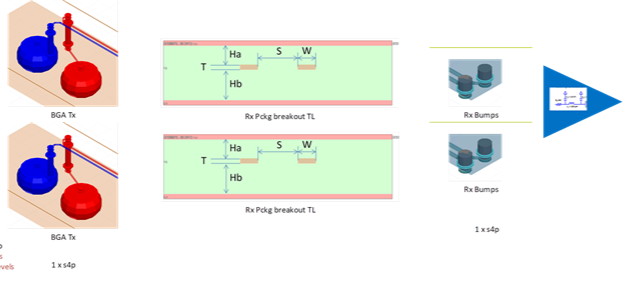 Ha
S
W
T
Hb
BGA Tx
Rx Pckg breakout TL
Rx Bumps
Ha
S
W
T
Hb
BGA Tx
Rx Pckg breakout TL
Rx Bumps
1 x s4p
1 x s4p
vels